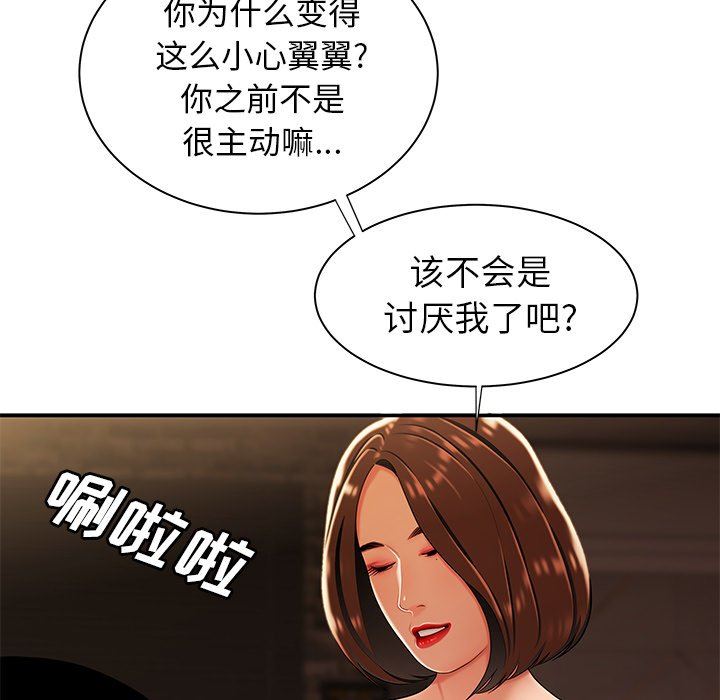 你为什么变得
这么小心翼翼?
你之前不是
很主动嘛...
该不会是
讨厌我了吧?
唰啦啦